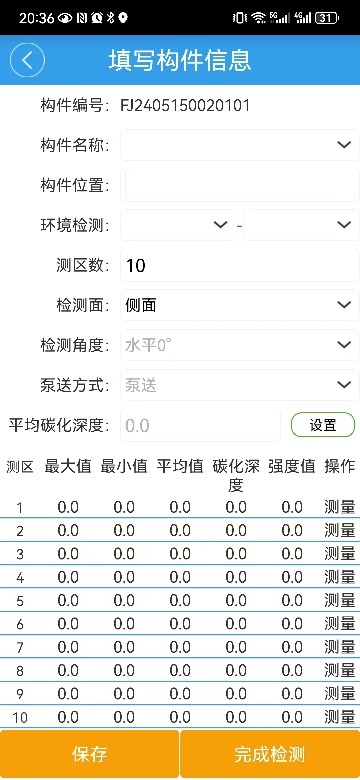 20:36 5G 4G 31
填写构件信息
构件编号: FJ2405150020101
构件名称:
构件位置:
环境检测: -
测区数: 10
检测面: 侧面
检测角度: 水平0°
泵送方式: 泵送
平均碳化深度: 0.0 设置
测区 最大值 最小值 平均值 碳化深度 强度值 操作
1 0.0 0.0 0.0 0.0 0.0 测量
2 0.0 0.0 0.0 0.0 0.0 测量
3 0.0 0.0 0.0 0.0 0.0 测量
4 0.0 0.0 0.0 0.0 0.0 测量
5 0.0 0.0 0.0 0.0 0.0 测量
6 0.0 0.0 0.0 0.0 0.0 测量
7 0.0 0.0 0.0 0.0 0.0 测量
8 0.0 0.0 0.0 0.0 0.0 测量
9 0.0 0.0 0.0 0.0 0.0 测量
10 0.0 0.0 0.0 0.0 0.0 测量
保存 完成检测